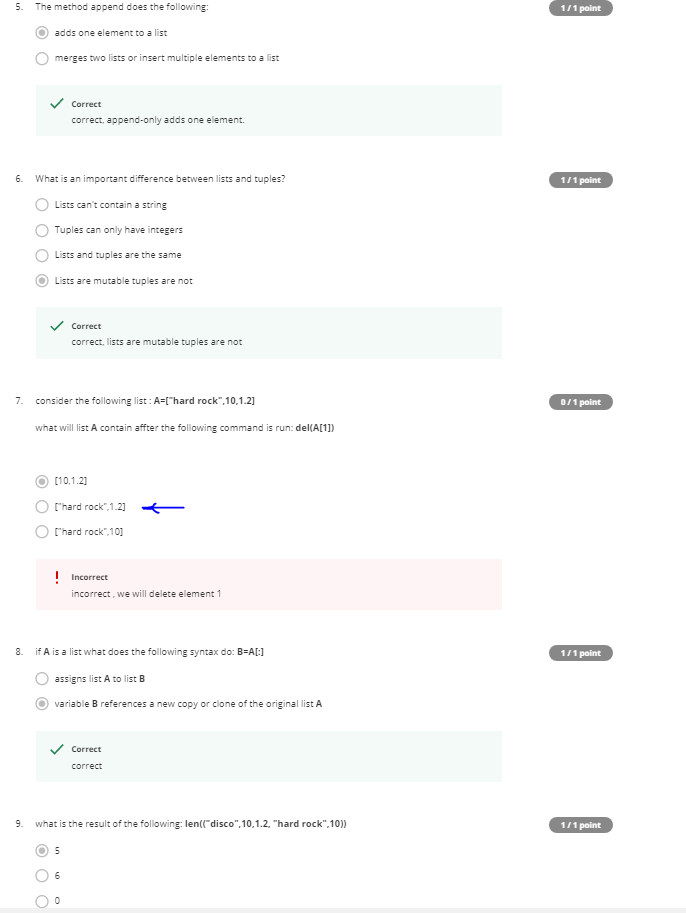 5. The method append does the following:
1 / 1 point
adds one element to a list
merges two lists or insert multiple elements to a list
Correct
correct, append-only adds one element.
6. What is an important difference between lists and tuples?
1 / 1 point
Lists can't contain a string
Tuples can only have integers
Lists and tuples are the same
Lists are mutable tuples are not
Correct
correct, lists are mutable tuples are not
7. consider the following list : A=["hard rock",10,1.2]
0 / 1 point
what will list A contain affter the following command is run: del(A[1])
[10,1.2]
["hard rock",1.2]
["hard rock",10]
! Incorrect
incorrect , we will delete element 1
8. if A is a list what does the following syntax do: B=A[:]
1 / 1 point
assigns list A to list B
variable B references a new copy or clone of the original list A
Correct
correct
9. what is the result of the following: len(("disco",10,1.2, "hard rock",10))
1 / 1 point
5
6
0